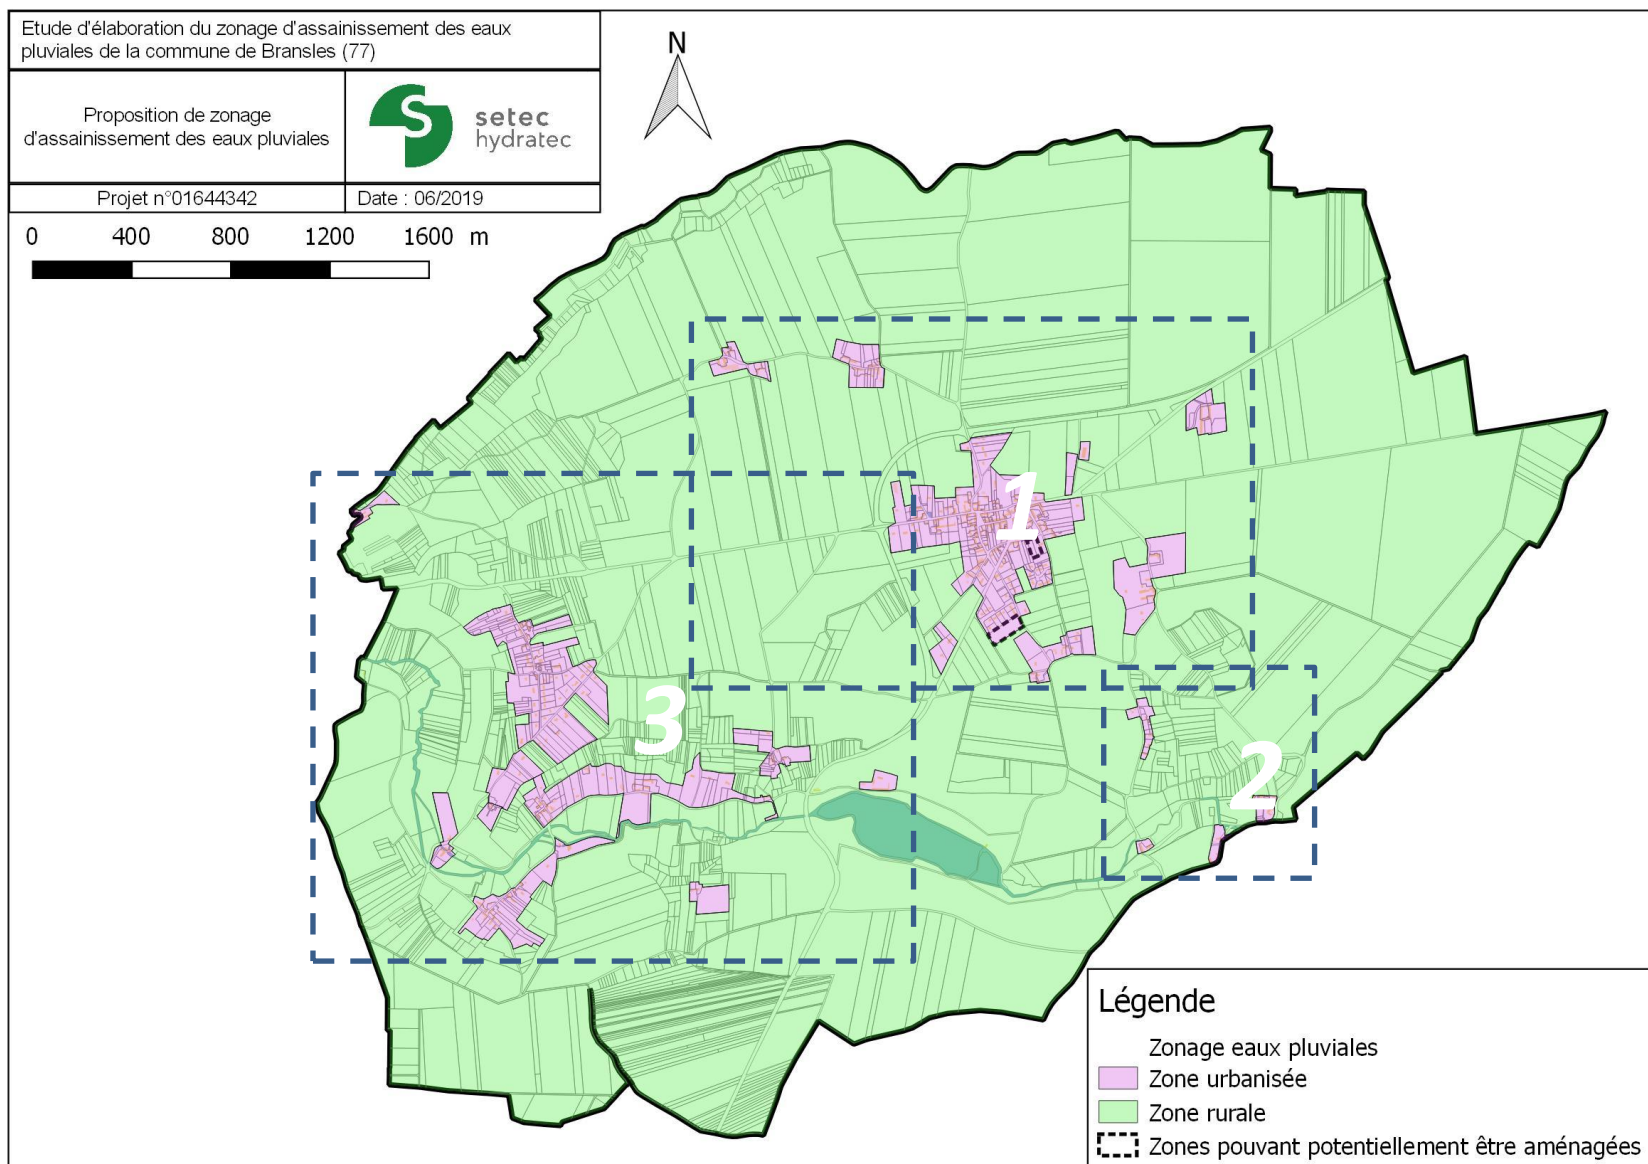 Etude d'élaboration du zonage d'assainissement des eaux
pluviales de la commune de Bransles (77)
Proposition de zonage
d'assainissement des eaux pluviales
setec
hydratec
Projet n°01644342
Date : 06/2019
N
0 400 800 1200 1600 m
1
3
2
Légende
Zonage eaux pluviales
Zone urbanisée
Zone rurale
Zones pouvant potentiellement être aménagées